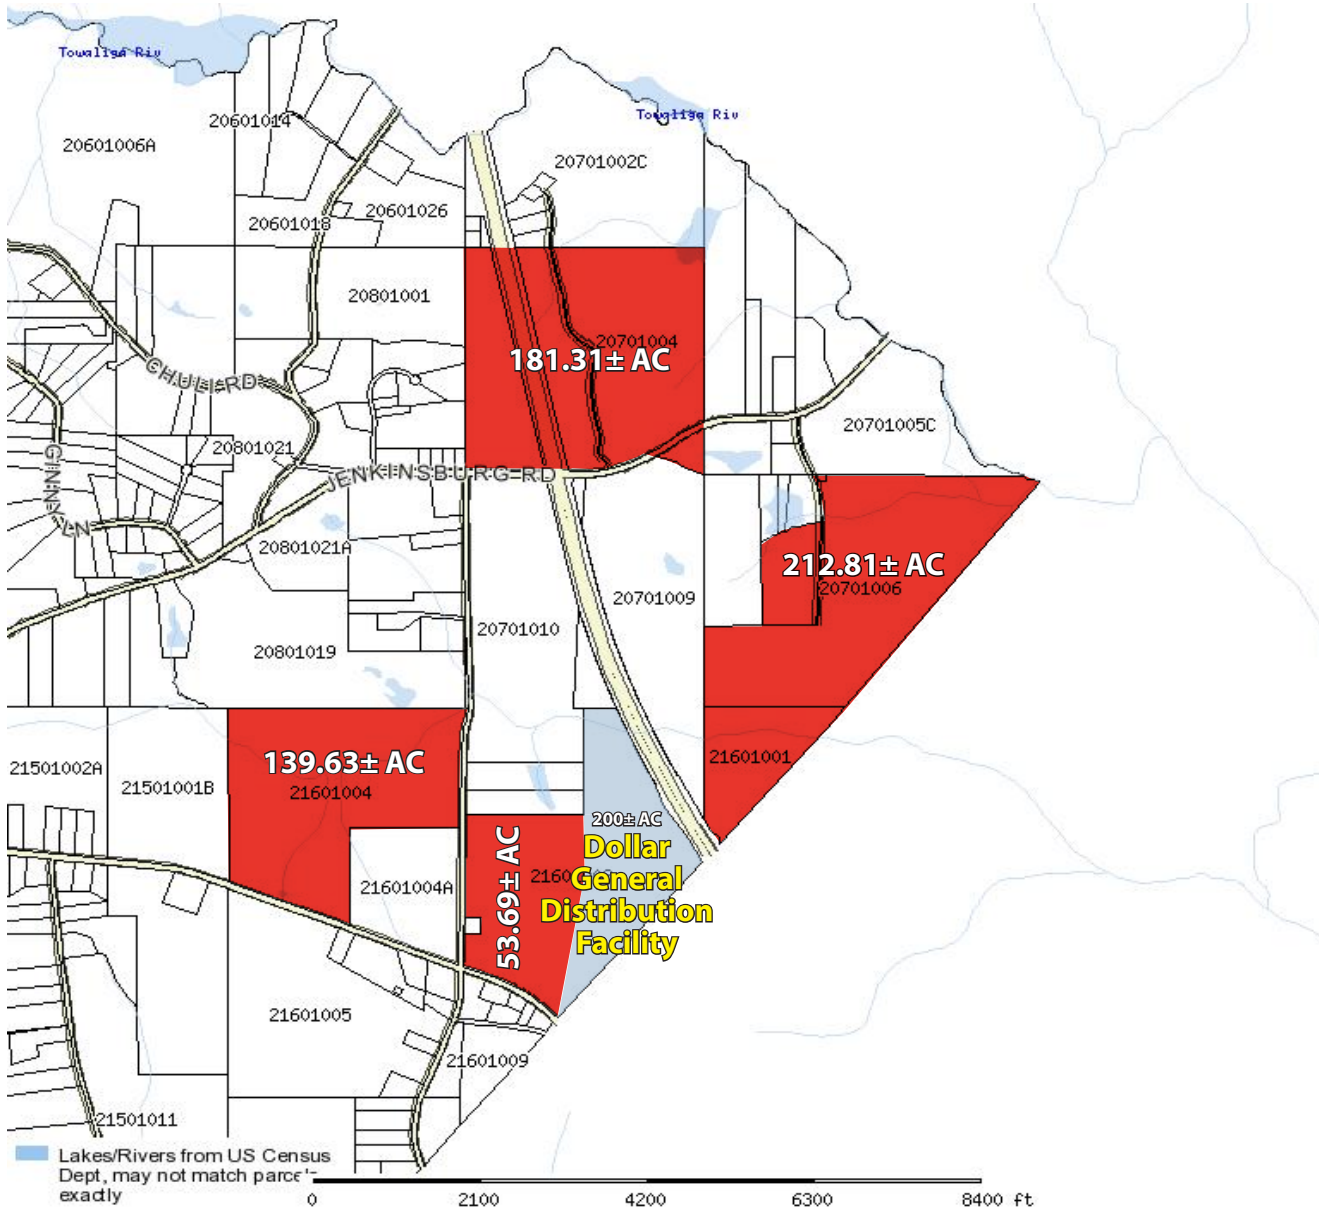 Towaliga Riv
20601014
Towaliga Riv
20601006A
20701002C
20601026
20601018
20801001
20701004
181.31± AC
CHULI RD
20701005C
20801021
GINNY LN
JENKINSBURG RD
20801021A
212.81± AC
20701006
20701009
20701010
20801019
139.63± AC
21601004
21601001
21501002A
21501001B
200± AC
Dollar
General
Distribution
Facility
53.69± AC
21601004A
21601005
21601009
21501011
Lakes/Rivers from US Census
Dept, may not match parcels
exactly
0 2100 4200 6300 8400 ft